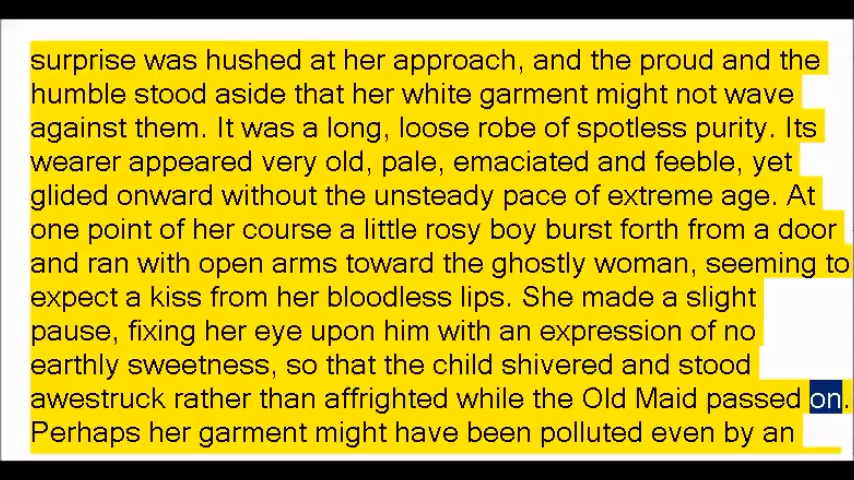 surprise was hushed at her approach, and the proud and the
humble stood aside that her white garment might not wave
against them. It was a long, loose robe of spotless purity. Its
wearer appeared very old, pale, emaciated and feeble, yet
glided onward without the unsteady pace of extreme age. At
one point of her course a little rosy boy burst forth from a door
and ran with open arms toward the ghostly woman, seeming to
expect a kiss from her bloodless lips. She made a slight
pause, fixing her eye upon him with an expression of no
earthly sweetness, so that the child shivered and stood
awestruck rather than affrighted while the Old Maid passed on.
Perhaps her garment might have been polluted even by an